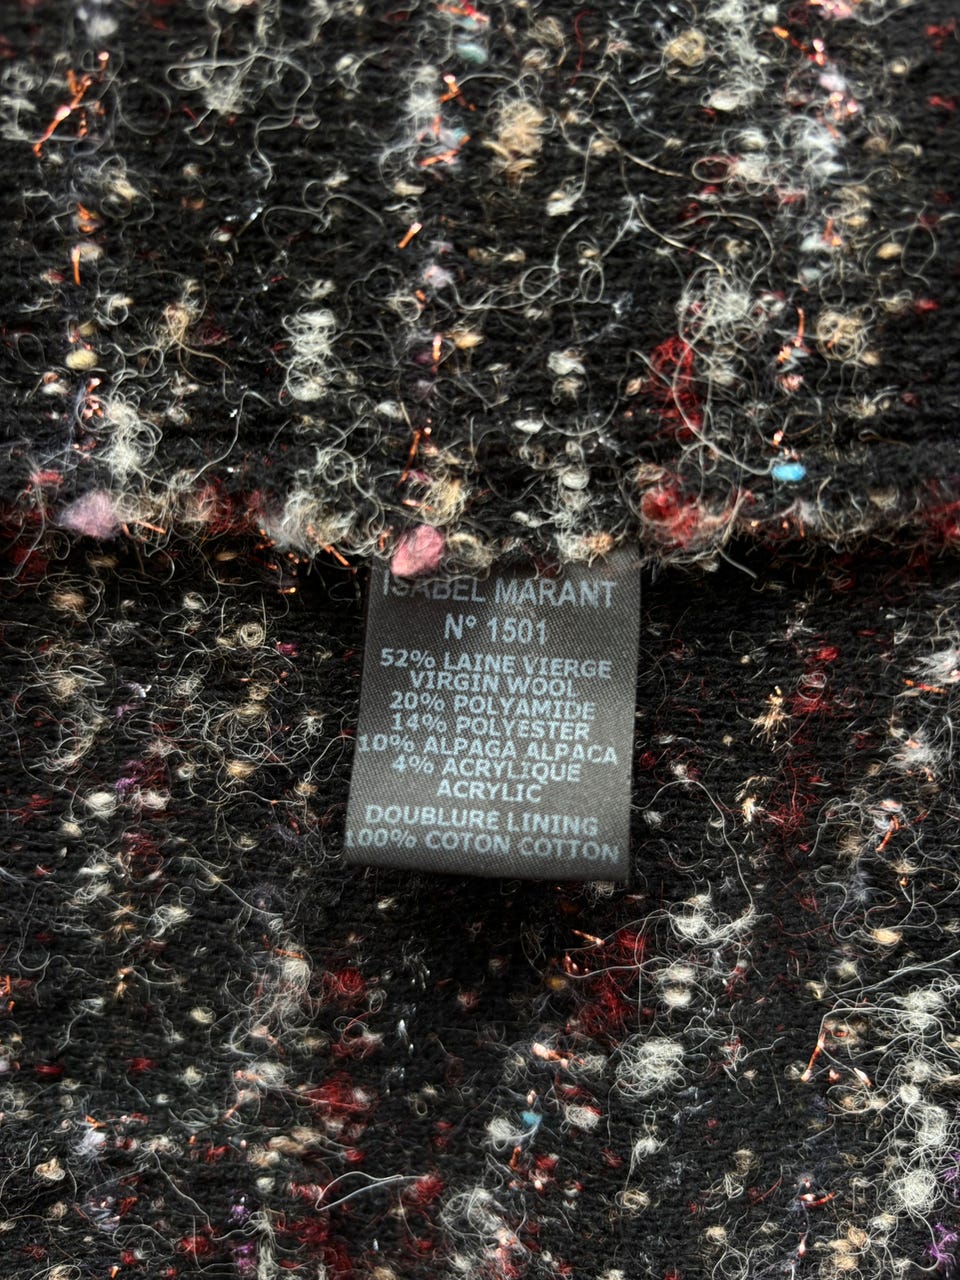 ISABEL MARANT
N° 1501
52% LAINE VIERGE
VIRGIN WOOL
20% POLYAMIDE
14% POLYESTER
10% ALPAGA ALPACA
4% ACRYLIQUE
ACRYLIC
DOUBLURE LINING
100% COTON COTTON